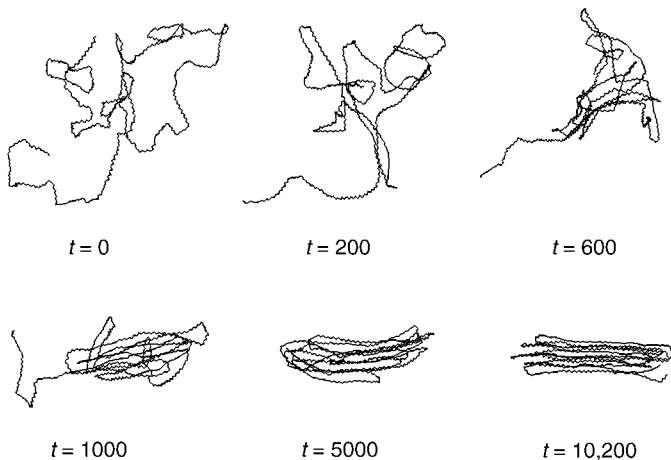 t = 0
t = 200
t = 600
t = 1000
t = 5000
t = 10,200